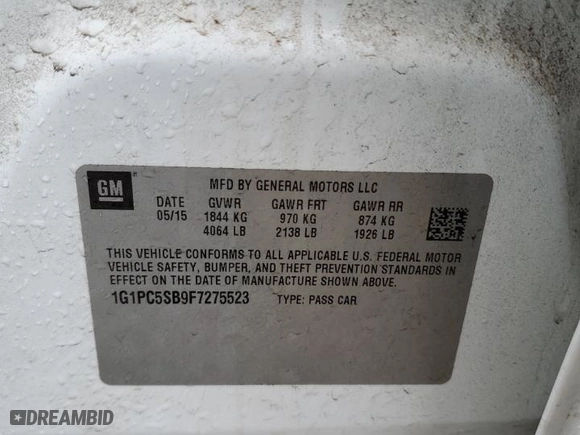 GM
MFD BY GENERAL MOTORS LLC
DATE GVWR GAWR FRT GAWR RR
05/15 1844 KG 970 KG 874 KG
4064 LB 2138 LB 1926 LB
THIS VEHICLE CONFORMS TO ALL APPLICABLE U.S. FEDERAL MOTOR
VEHICLE SAFETY, BUMPER, AND THEFT PREVENTION STANDARDS IN
EFFECT ON THE DATE OF MANUFACTURE SHOWN ABOVE.
1G1PC5SB9F7275523 TYPE: PASS CAR
DREAMBID